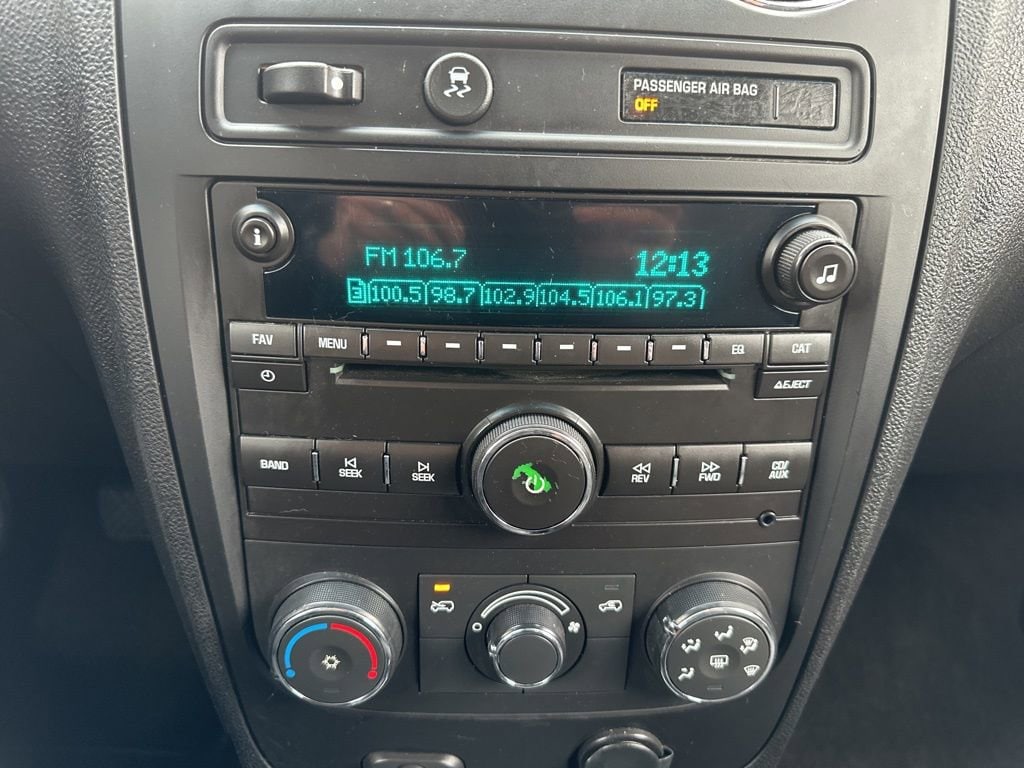 PASSENGER AIR BAG
OFF
i
FM 106.7 12:13
3 100.5 98.7 102.9 104.5 106.1 97.3
FAV MENU EQ CAT
EJECT
BAND SEEK SEEK REV FWD CD/
AUX